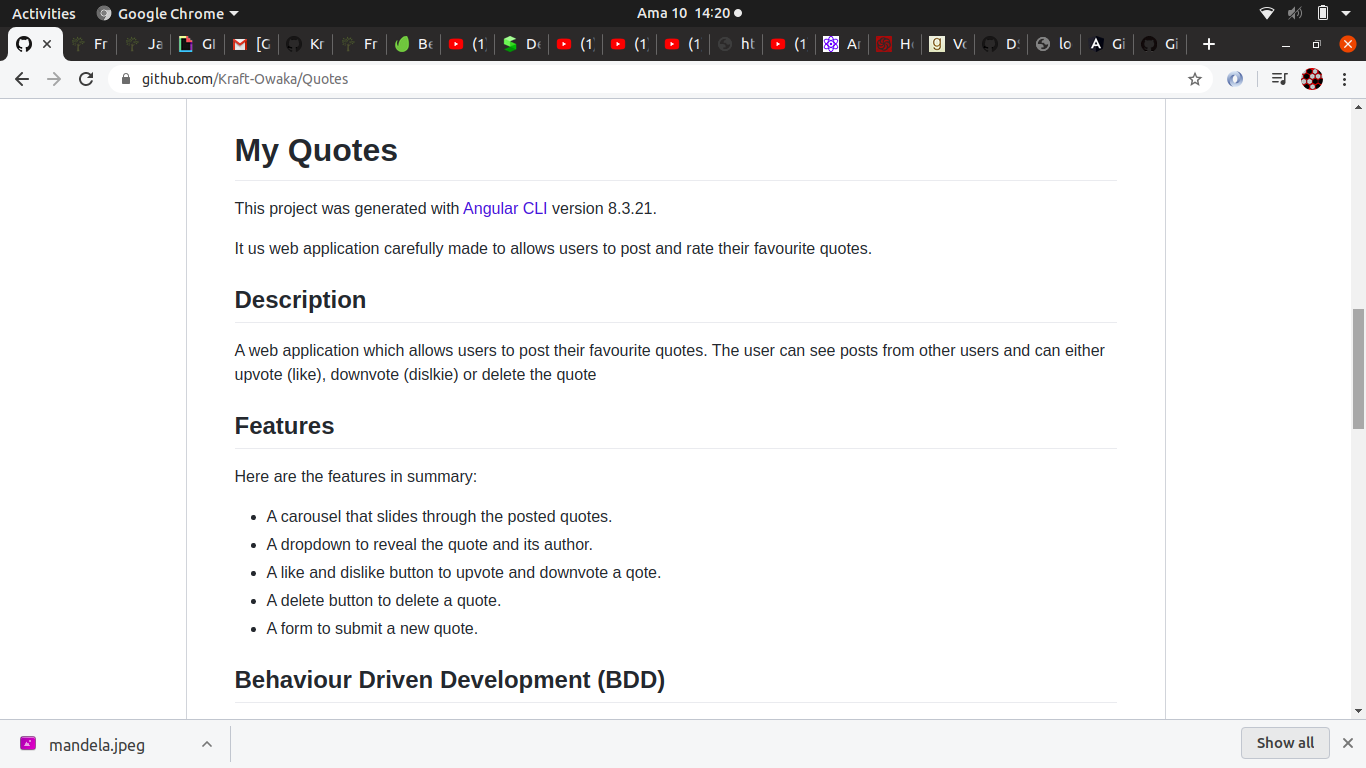 Activities Google Chrome Ama 10 14:20
Fr Ja GI [G Kr Fr Be (1) De (1) (1) (1 ht (1 Ar He Vo DS lo Gi Gi
github.com/Kraft-Owaka/Quotes
My Quotes
This project was generated with Angular CLI version 8.3.21.
It us web application carefully made to allows users to post and rate their favourite quotes.
Description
A web application which allows users to post their favourite quotes. The user can see posts from other users and can either
upvote (like), downvote (dislkie) or delete the quote
Features
Here are the features in summary:
A carousel that slides through the posted quotes.
A dropdown to reveal the quote and its author.
A like and dislike button to upvote and downvote a qote.
A delete button to delete a quote.
A form to submit a new quote.
Behaviour Driven Development (BDD)
mandela.jpeg
Show all